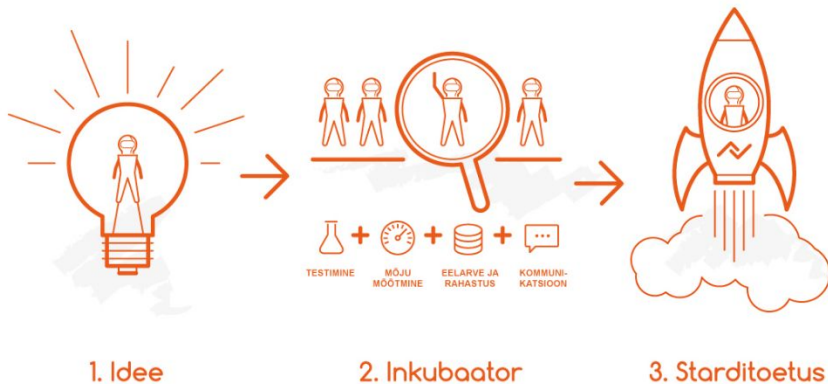 TESTIMINE
MÕJU
MÕÕTMINE
EELARVE JA
RAHASTUS
KOMMUNI-
KATSIOON
1. Idee
2. Inkubaator
3. Starditoetus